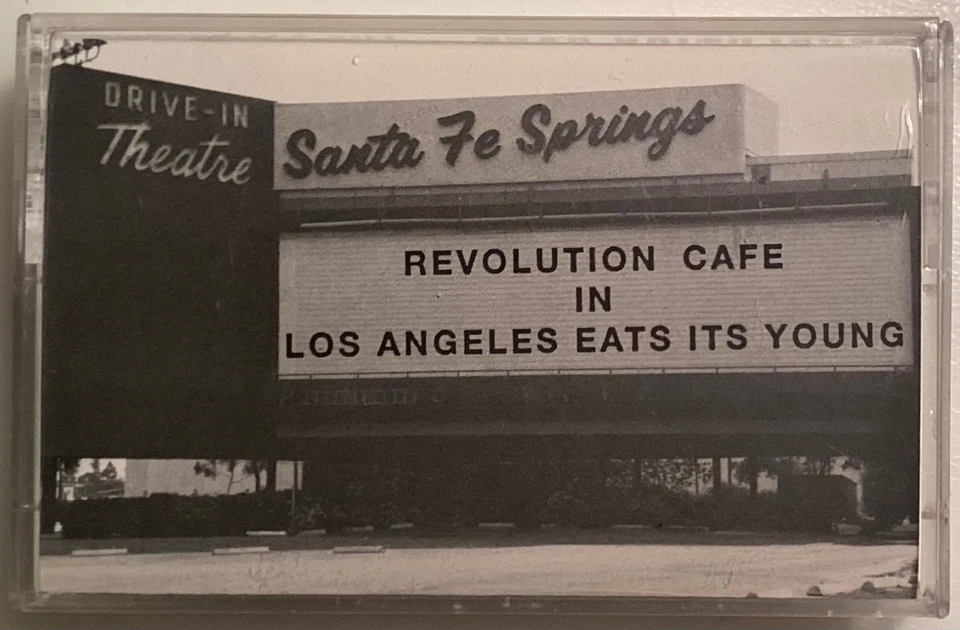 DRIVE-IN
Theatre
Santa Fe Springs
REVOLUTION CAFE
IN
LOS ANGELES EATS ITS YOUNG